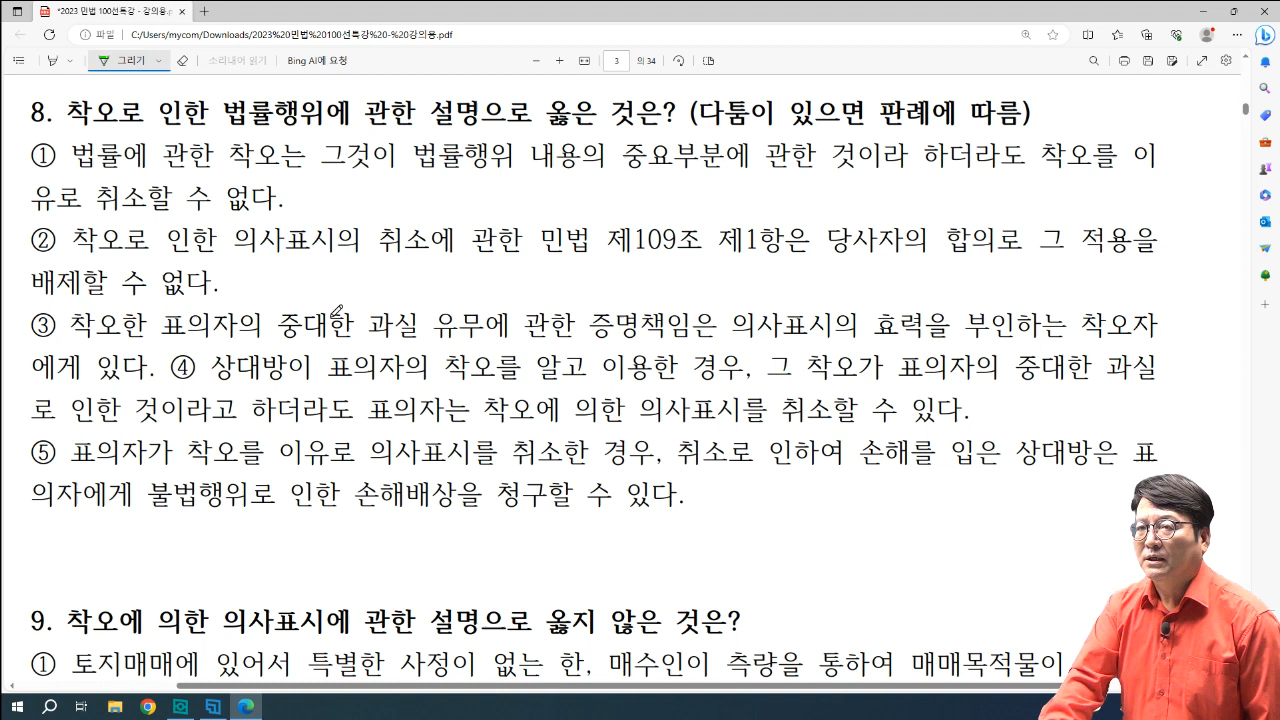 *2023 민법 100선특강 - 강의용.p
파일
C:/Users/mycom/Downloads/2023%20민법%20100선특강%20-%20강의용.pdf
그리기
소리내어 읽기
Bing AI에 요청
3
의 34
8. 착오로 인한 법률행위에 관한 설명으로 옳은 것은? (다툼이 있으면 판례에 따름)
① 법률에 관한 착오는 그것이 법률행위 내용의 중요부분에 관한 것이라 하더라도 착오를 이
유로 취소할 수 없다.
② 착오로 인한 의사표시의 취소에 관한 민법 제109조 제1항은 당사자의 합의로 그 적용을
배제할 수 없다.
③ 착오한 표의자의 중대한 과실 유무에 관한 증명책임은 의사표시의 효력을 부인하는 착오자
에게 있다. ④ 상대방이 표의자의 착오를 알고 이용한 경우, 그 착오가 표의자의 중대한 과실
로 인한 것이라고 하더라도 표의자는 착오에 의한 의사표시를 취소할 수 있다.
⑤ 표의자가 착오를 이유로 의사표시를 취소한 경우, 취소로 인하여 손해를 입은 상대방은 표
의자에게 불법행위로 인한 손해배상을 청구할 수 있다.
9. 착오에 의한 의사표시에 관한 설명으로 옳지 않은 것은?
① 토지매매에 있어서 특별한 사정이 없는 한, 매수인이 측량을 통하여 매매목적물이